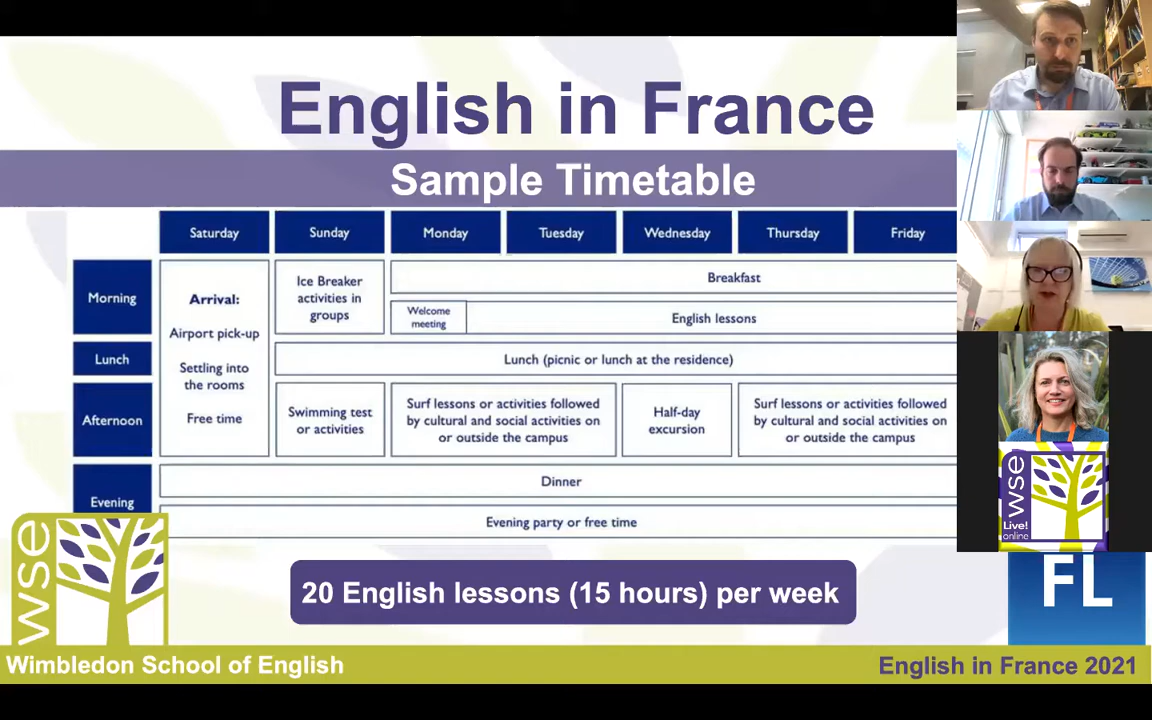 English in France
Sample Timetable
Saturday
Sunday
Monday
Tuesday
Wednesday
Thursday
Friday
Morning
Arrival:
Airport pick-up
Settling into
the rooms
Free time
Ice Breaker
activities in
groups
Breakfast
Welcome
meeting
English lessons
Lunch
Lunch (picnic or lunch at the residence)
Afternoon
Swimming test
or activities
Surf lessons or activities followed
by cultural and social activities on
or outside the campus
Half-day
excursion
Surf lessons or activities followed
by cultural and social activities on
or outside the campus
Evening
Dinner
Evening party or free time
20 English lessons (15 hours) per week
wse
Wimbledon School of English
English in France 2021
wse
Live!
online
FL